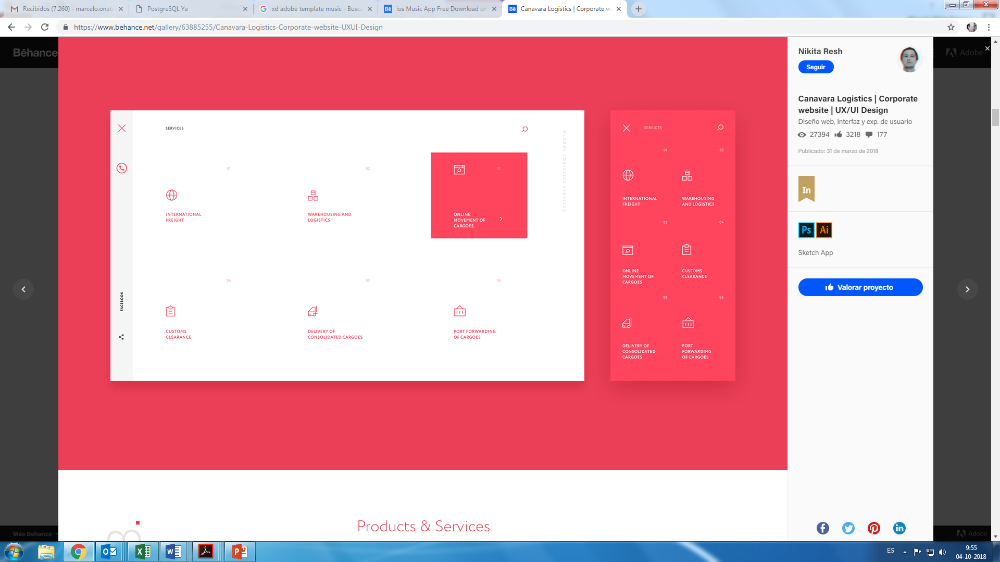 Recibidos (7.260) - marcelo.onate
PostgreSQL Ya
xd adobe template music - Busca
Bē
ios Music App Free Download on
Bē
Canavara Logistics | Corporate w
https://www.behance.net/gallery/63885255/Canavara-Logistics-Corporate-website-UXUI-Design
Bēhance
Adobe
SERVICES
GLOBAL LOGISTICS SERVICES
01
INTERNATIONAL
FREIGHT
02
WAREHOUSING AND
LOGISTICS
03
ONLINE
MOVEMENT OF
CARGOES
04
CUSTOMS
CLEARANCE
05
DELIVERY OF
CONSOLIDATED CARGOES
06
PORT FORWARDING
OF CARGOES
FACEBOOK
SERVICES
01
INTERNATIONAL
FREIGHT
02
WAREHOUSING
AND LOGISTICS
03
ONLINE
MOVEMENT OF
CARGOES
04
CUSTOMS
CLEARANCE
05
DELIVERY OF
CONSOLIDATED
CARGOES
06
PORT
FORWARDING
OF CARGOES
Products & Services
Nikita Resh
Seguir
Canavara Logistics | Corporate
website | UX/UI Design
Diseño web, Interfaz y exp. de usuario
27394 3218 177
Publicado: 31 de marzo de 2018
In
Ps Ai
Sketch App
Valorar proyecto
Más Behance
Adobe
ES
9:55
04-10-2018